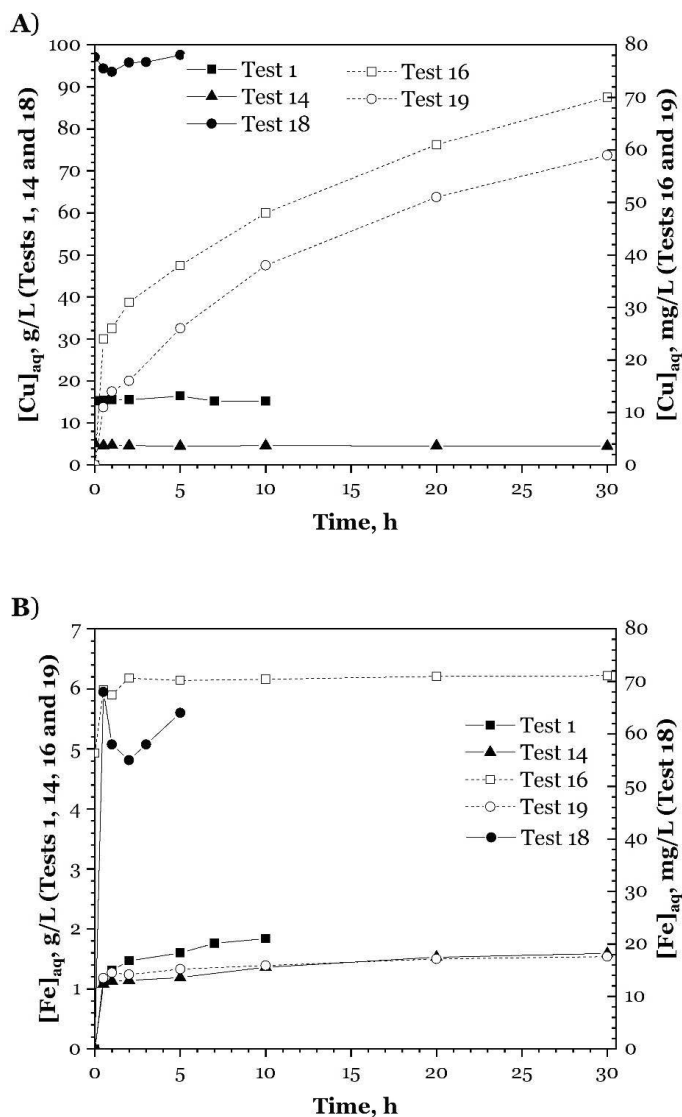 A)
[Cu]aq, g/L (Tests 1, 14 and 18)
100
90
80
70
60
50
40
30
20
10
0
Test 1
Test 14
Test 18
Test 16
Test 19
80
70
60
50
40
30
20
10
0
[Cu]aq, mg/L (Tests 16 and 19)
0 5 10 15 20 25 30
Time, h
B)
[Fe]aq, g/L (Tests 1, 14, 16 and 19)
7
6
5
4
3
2
1
0
Test 1
Test 14
Test 16
Test 19
Test 18
80
70
60
50
40
30
20
10
0
[Fe]aq, mg/L (Test 18)
0 5 10 15 20 25 30
Time, h